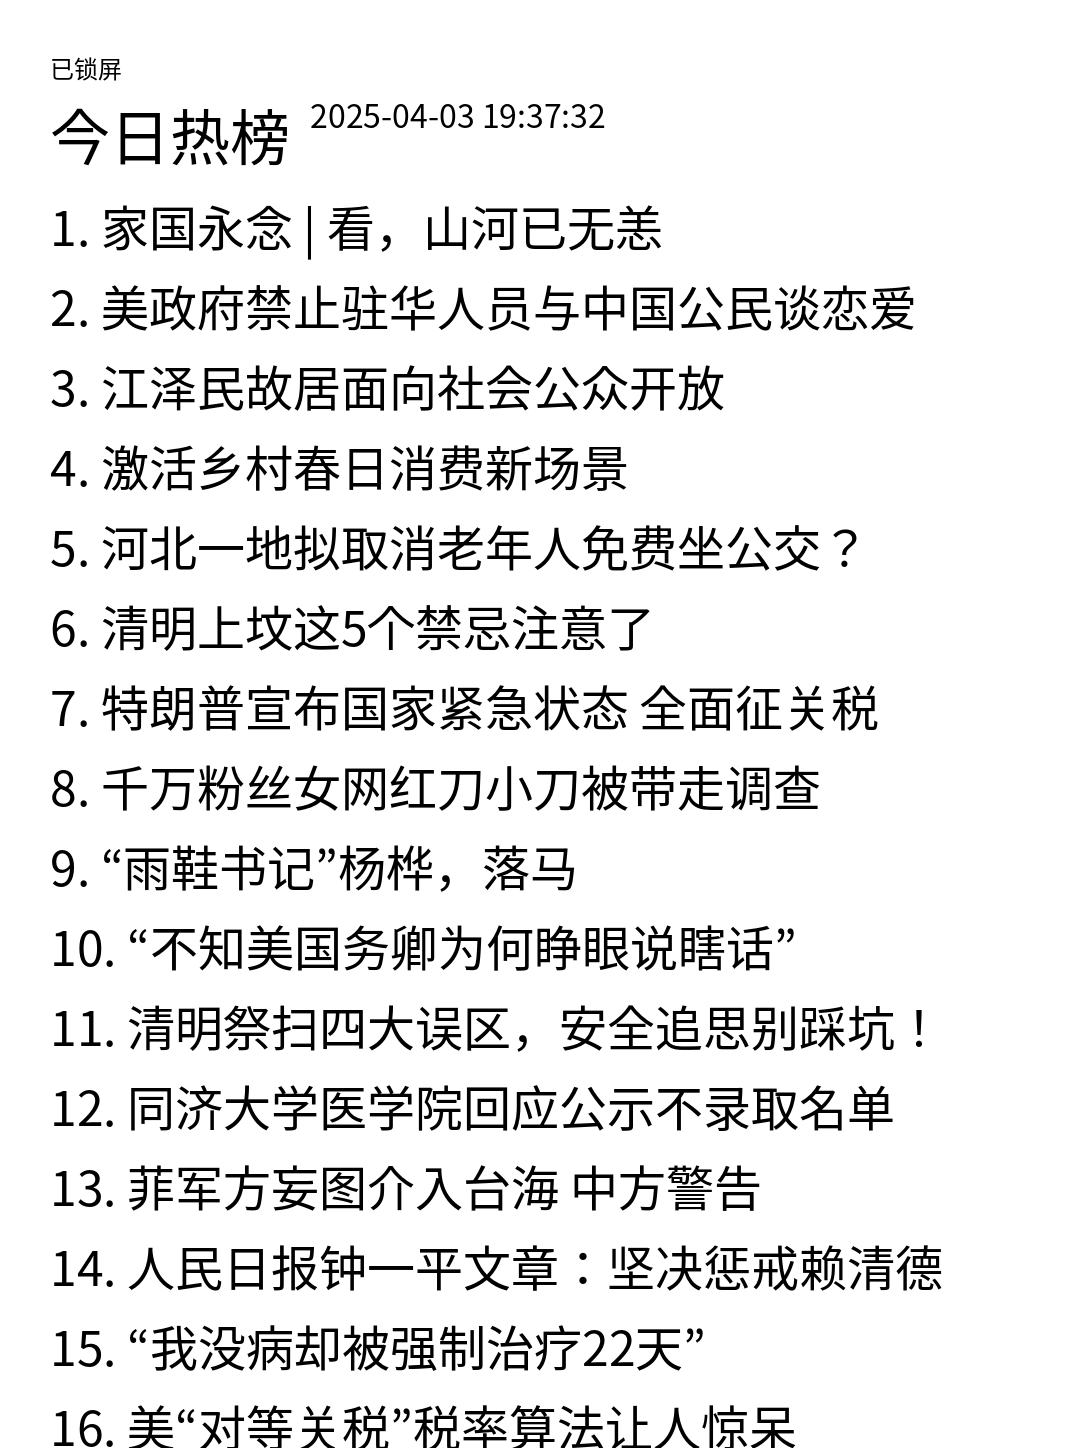 已锁屏
今日热榜 2025-04-03 19:37:32
1. 家国永念 | 看，山河已无恙
2. 美政府禁止驻华人员与中国公民谈恋爱
3. 江泽民故居面向社会公众开放
4. 激活乡村春日消费新场景
5. 河北一地拟取消老年人免费坐公交？
6. 清明上坟这5个禁忌注意了
7. 特朗普宣布国家紧急状态 全面征关税
8. 千万粉丝女网红刀小刀被带走调查
9. “雨鞋书记”杨桦，落马
10. “不知美国务卿为何睁眼说瞎话”
11. 清明祭扫四大误区，安全追思别踩坑！
12. 同济大学医学院回应公示不录取名单
13. 菲军方妄图介入台海 中方警告
14. 人民日报钟一平文章：坚决惩戒赖清德
15. “我没病却被强制治疗22天”
16. 美“对等关税”税率算法让人惊呆